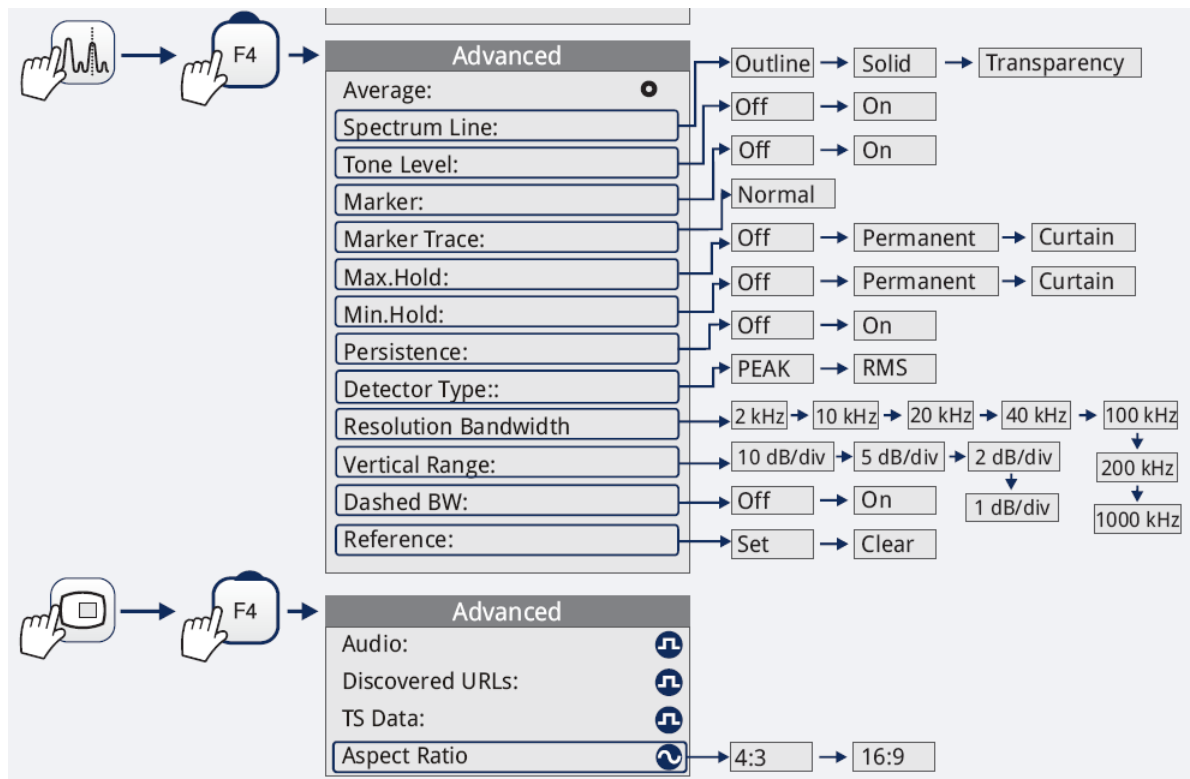 F4
Advanced
Average:
Spectrum Line: Outline Solid Transparency
Tone Level: Off On
Marker: Off On
Marker Trace: Normal
Max.Hold: Off Permanent Curtain
Min.Hold: Off Permanent Curtain
Persistence: Off On
Detector Type:: PEAK RMS
Resolution Bandwidth 2 kHz 10 kHz 20 kHz 40 kHz 100 kHz
200 kHz
1000 kHz
Vertical Range: 10 dB/div 5 dB/div 2 dB/div
1 dB/div
Dashed BW: Off On
Reference: Set Clear
F4
Advanced
Audio:
Discovered URLs:
TS Data:
Aspect Ratio 4:3 16:9